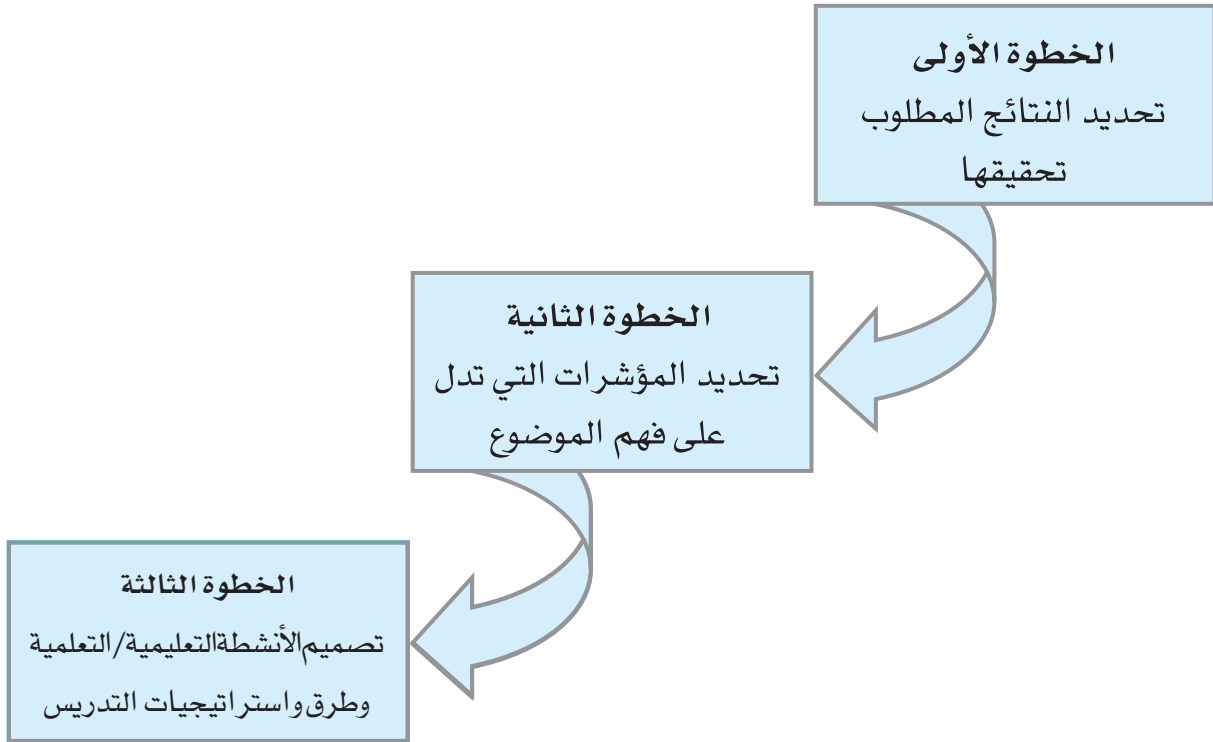 الخطوة الأولى
تحديد النتائج المطلوب
تحقيقها
الخطوة الثانية
تحديد المؤشرات التي تدل
على فهم الموضوع
الخطوة الثالثة
تصميم الأنشطة التعليمية/التعلمية
وطرق واستراتيجيات التدريس